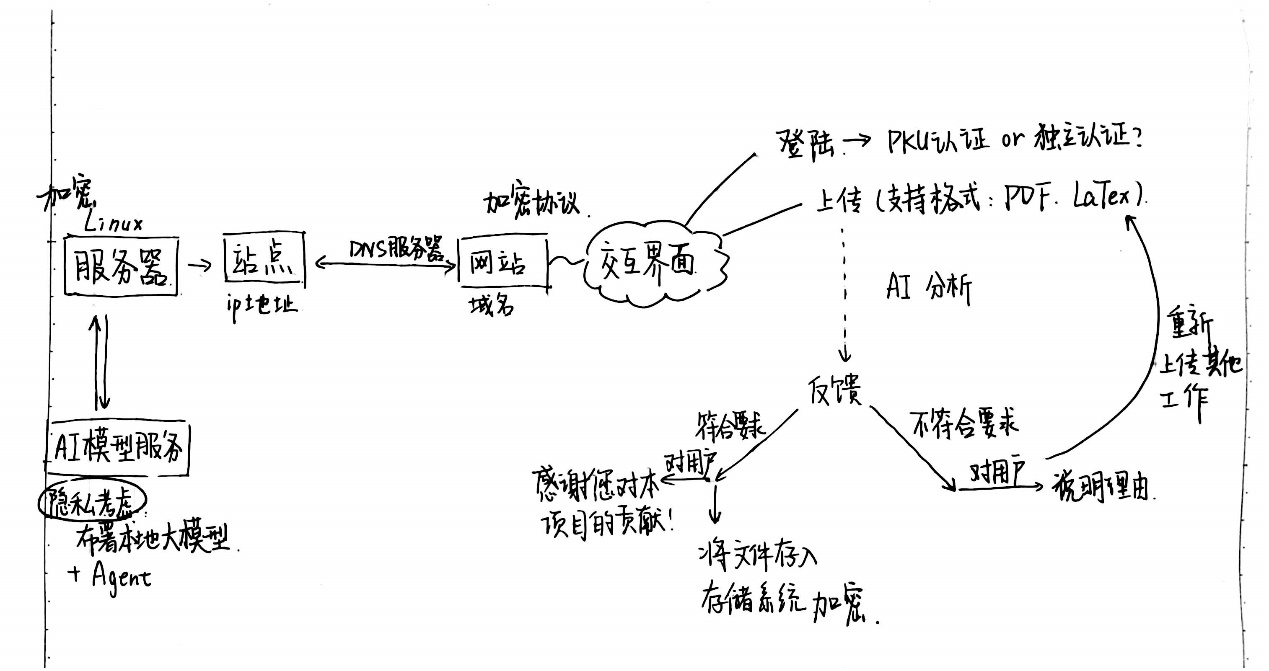 登陆 → PKU认证 or 独立认证?
上传 (支持格式: PDF. LaTex).
加密
Linux
服务器
站点
ip地址
DNS服务器
加密协议.
网站
域名
交互界面
AI 分析
重新
上传其他
工作
反馈
符合要求
不符合要求
对用户
感谢您对本
项目的贡献!
对用户
说明理由.
将文件存入
存储系统 加密.
AI模型服务
隐私考虑:
布署本地大模型.
+ Agent